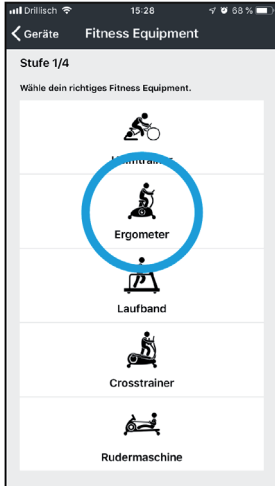 Drillisch 15:28 68 %
Geräte Fitness Equipment
Stufe 1/4
Wähle dein richtiges Fitness Equipment.
Ergometer
Laufband
Crosstrainer
Rudermaschine